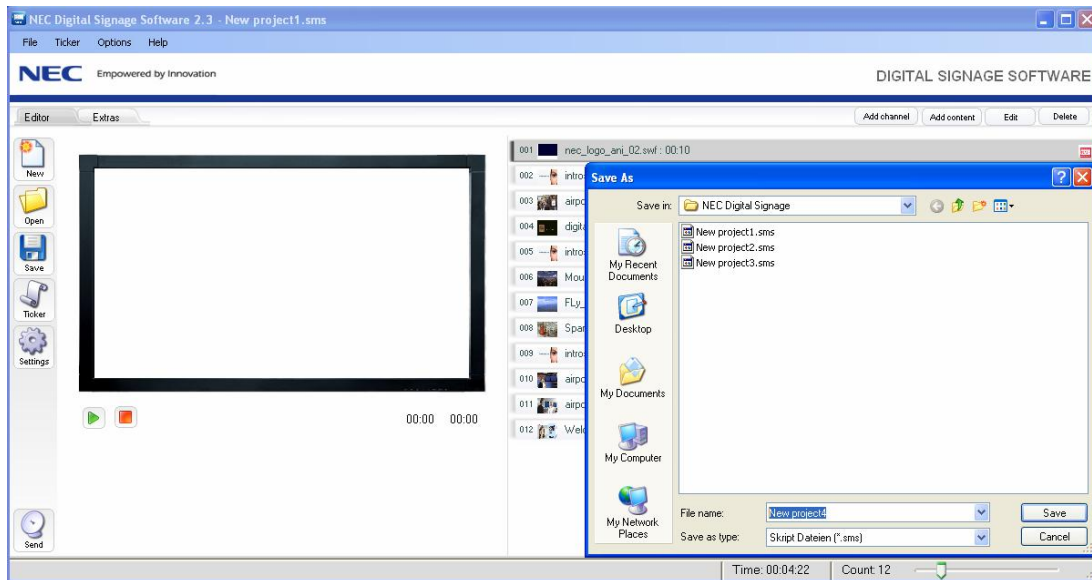 NEC Digital Signage Software 2.3 - New project1.sms
File Ticker Options Help
NEC Empowered by Innovation
DIGITAL SIGNAGE SOFTWARE
Editor Extras
Add channel Add content Edit Delete
New
Open
Save
Ticker
Settings
Send
00:00 00:00
001 nec_logo_ani_02.swf : 00:10
002 intro
003 airpo
004 digita
005 intro
006 Mou
007 FLy_
008 Spar
009 intro
010 airpo
011 airpo
012 Welc
Save As
Save in: NEC Digital Signage
My Recent Documents
Desktop
My Documents
My Computer
My Network Places
New project1.sms
New project2.sms
New project3.sms
File name: New project4
Save
Save as type: Skript Dateien (*.sms)
Cancel
Time: 00:04:22 Count: 12